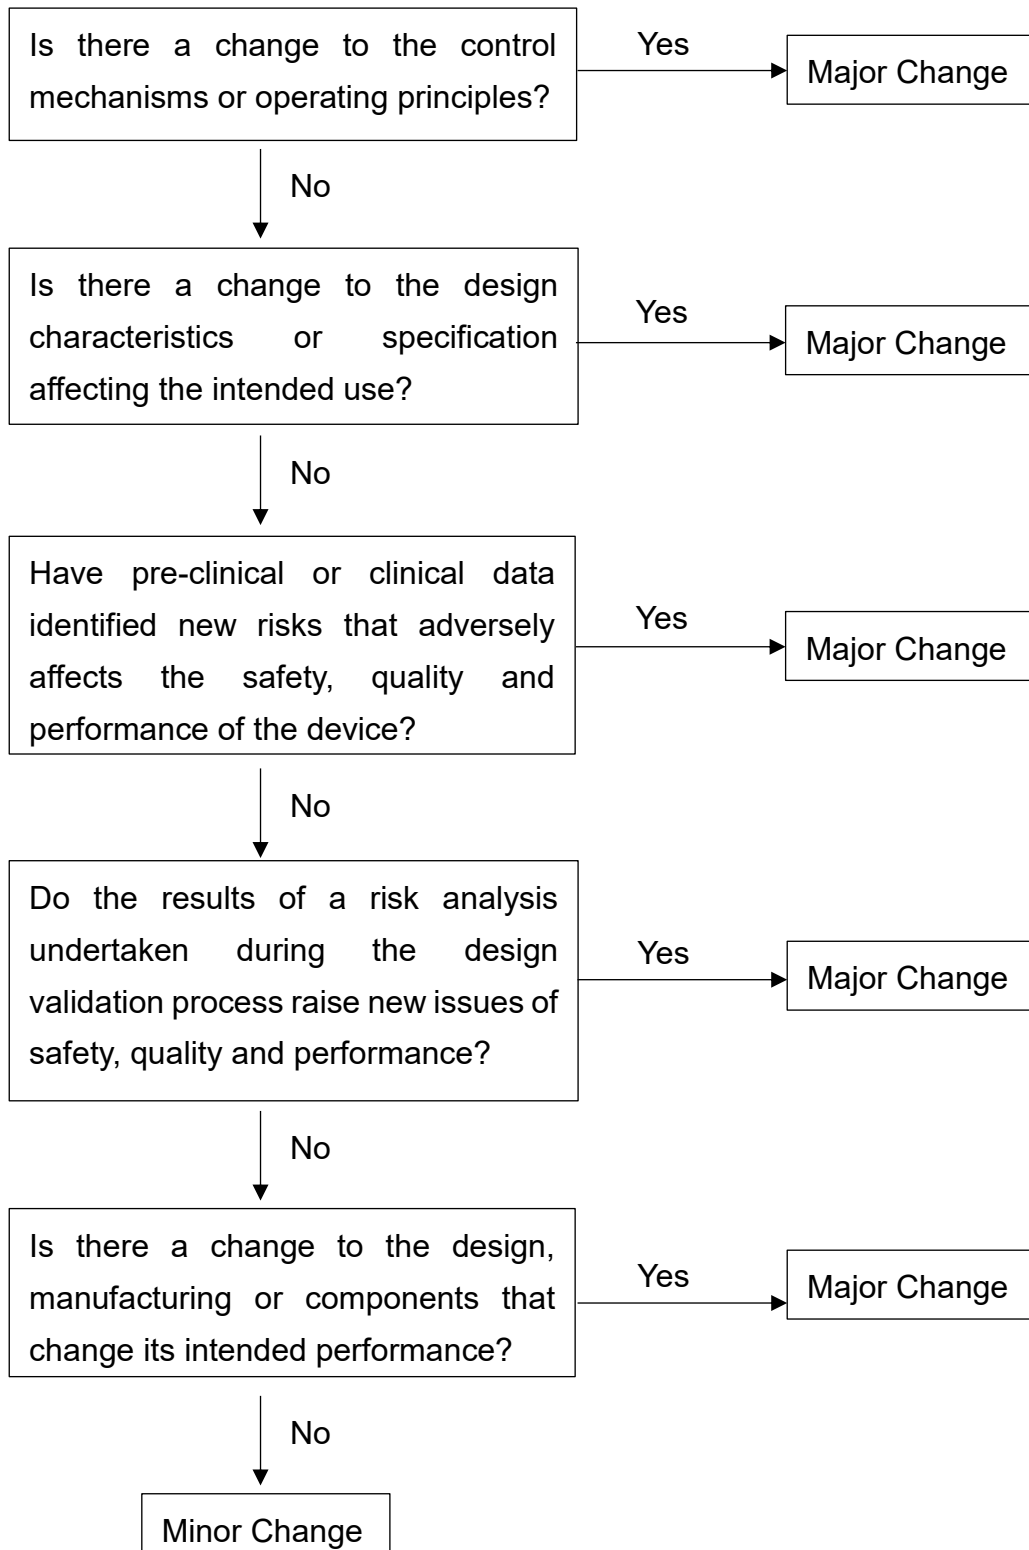 Is there a change to the control
mechanisms or operating principles?
Yes
Major Change
No
Is there a change to the design
characteristics or specification
affecting the intended use?
Yes
Major Change
No
Have pre-clinical or clinical data
identified new risks that adversely
affects the safety, quality and
performance of the device?
Yes
Major Change
No
Do the results of a risk analysis
undertaken during the design
validation process raise new issues of
safety, quality and performance?
Yes
Major Change
No
Is there a change to the design,
manufacturing or components that
change its intended performance?
Yes
Major Change
No
Minor Change